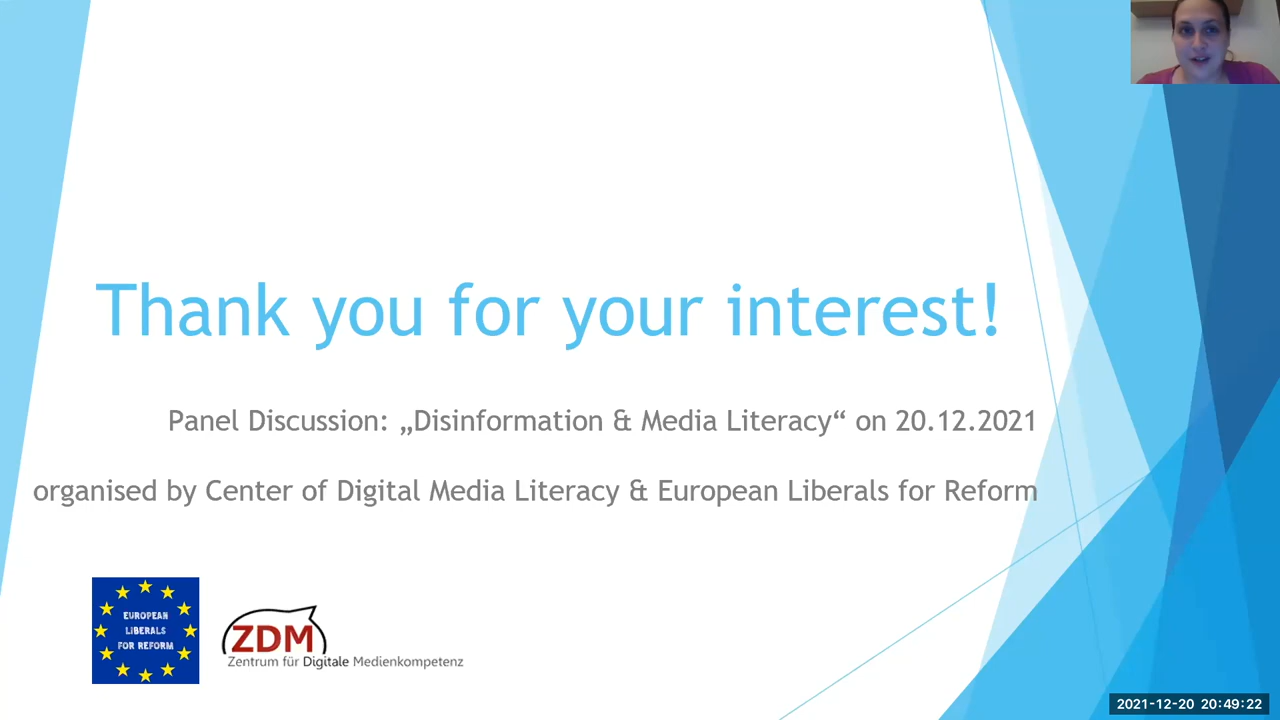 Thank you for your interest!
Panel Discussion: „Disinformation & Media Literacy“ on 20.12.2021
organised by Center of Digital Media Literacy & European Liberals for Reform
EUROPEAN
LIBERALS
FOR REFORM
ZDM
Zentrum für Digitale Medienkompetenz
2021-12-20 20:49:22